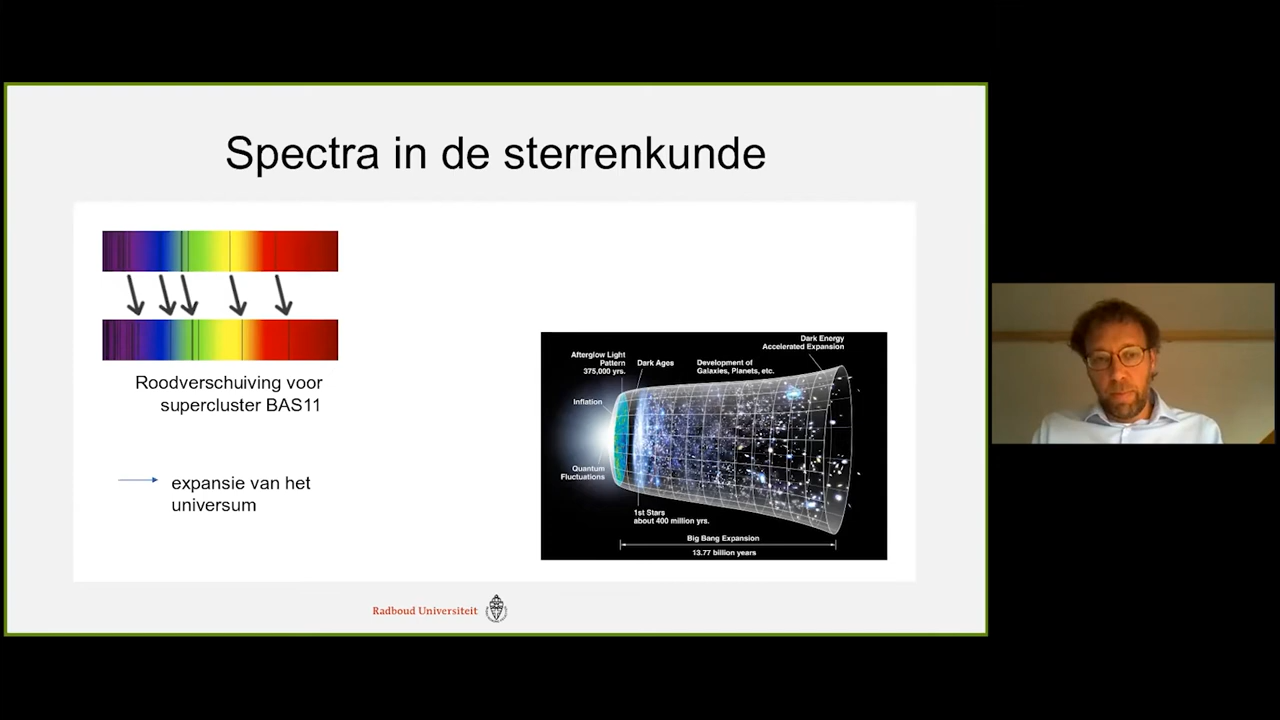 Spectra in de sterrenkunde
Roodverschuiving voor
supercluster BAS11
expansie van het
universum
Dark Energy
Accelerated Expansion
Afterglow Light
Pattern
375,000 yrs.
Dark Ages
Development of
Galaxies, Planets, etc.
Inflation
Quantum
Fluctuations
1st Stars
about 400 million yrs.
Big Bang Expansion
13.77 billion years
Radboud Universiteit